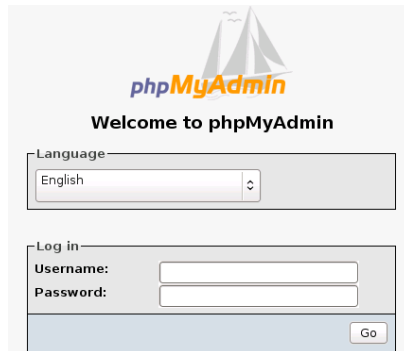 phpMyAdmin
Welcome to phpMyAdmin
Language
English
Log in
Username:
Password:
Go